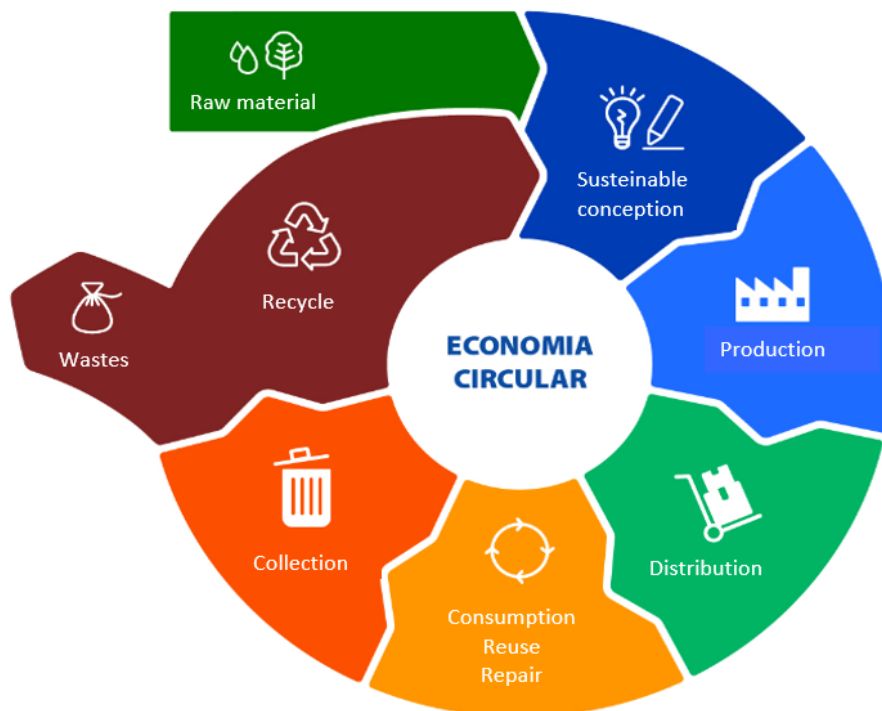 Raw material
Susteinable
conception
Production
Distribution
Consumption
Reuse
Repair
Collection
Recycle
Wastes
ECONOMIA
CIRCULAR